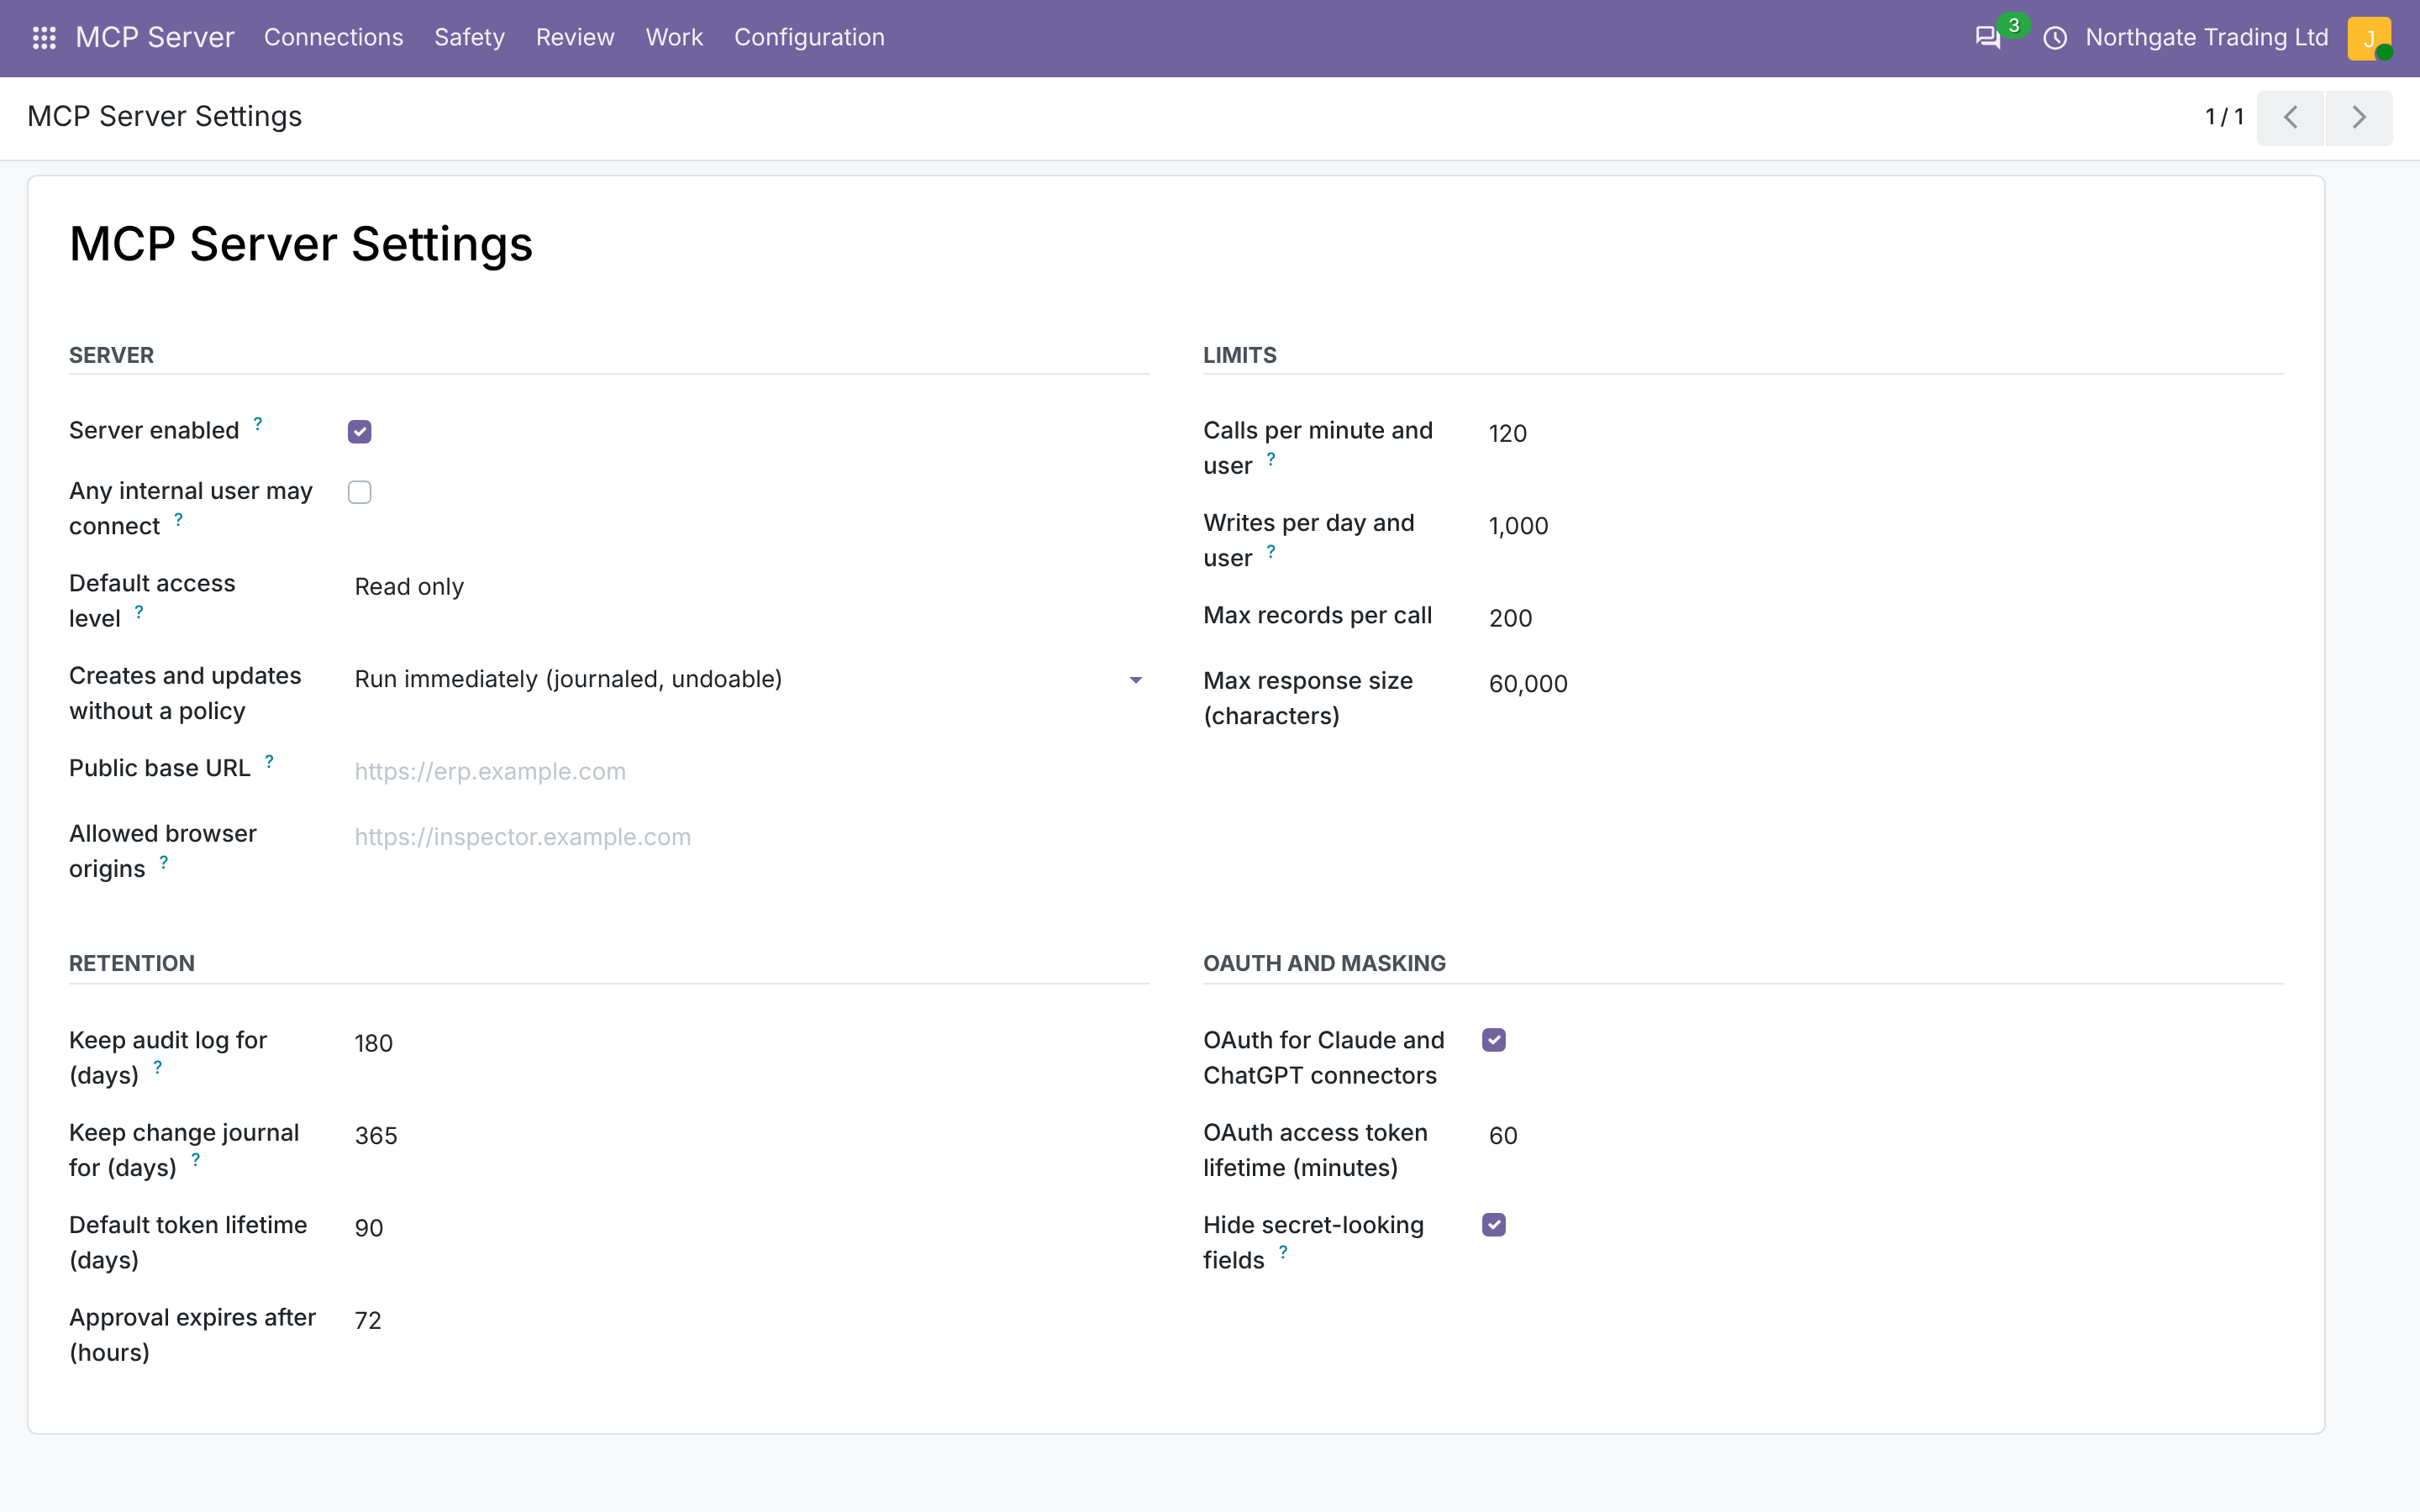 MCP Server Connections Safety Review Work Configuration 3 Northgate Trading Ltd J
MCP Server Settings 1 / 1
MCP Server Settings
SERVER
Server enabled ?
Any internal user may
connect ?
Default access
level ?
Read only
Creates and updates
without a policy
Run immediately (journaled, undoable)
Public base URL ?
https://erp.example.com
Allowed browser
origins ?
https://inspector.example.com
LIMITS
Calls per minute and
user ?
120
Writes per day and
user ?
1,000
Max records per call
200
Max response size
(characters)
60,000
RETENTION
Keep audit log for
(days) ?
180
Keep change journal
for (days) ?
365
Default token lifetime
(days)
90
Approval expires after
(hours)
72
OAUTH AND MASKING
OAuth for Claude and
ChatGPT connectors
OAuth access token
lifetime (minutes)
60
Hide secret-looking
fields ?